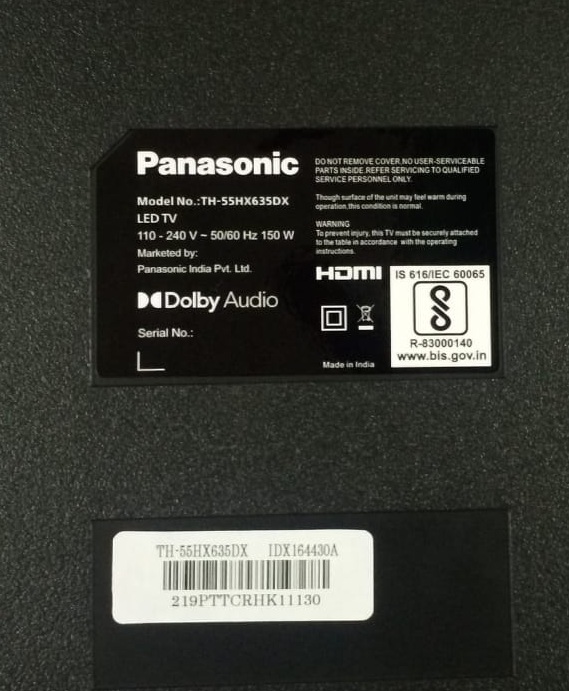 Panasonic
Model No.:TH-55HX635DX
LED TV
110 - 240 V ~ 50/60 Hz 150 W
Marketed by:
Panasonic India Pvt. Ltd.
Dolby Audio
Serial No.:
DO NOT REMOVE COVER,NO USER-SERVICEABLE
PARTS INSIDE.REFER SERVICING TO QUALIFIED
SERVICE PERSONNEL ONLY.
Though surface of the unit may feel warm during
operation,this condition is normal.
WARNING
To prevent injury, this TV must be securely attached
to the table in accordance with the operating
instructions.
HDMI
IS 616/IEC 60065
R-83000140
www.bis.gov.in
Made in India
TH-55HX635DX IDX164430A
219PTTCRHK11130